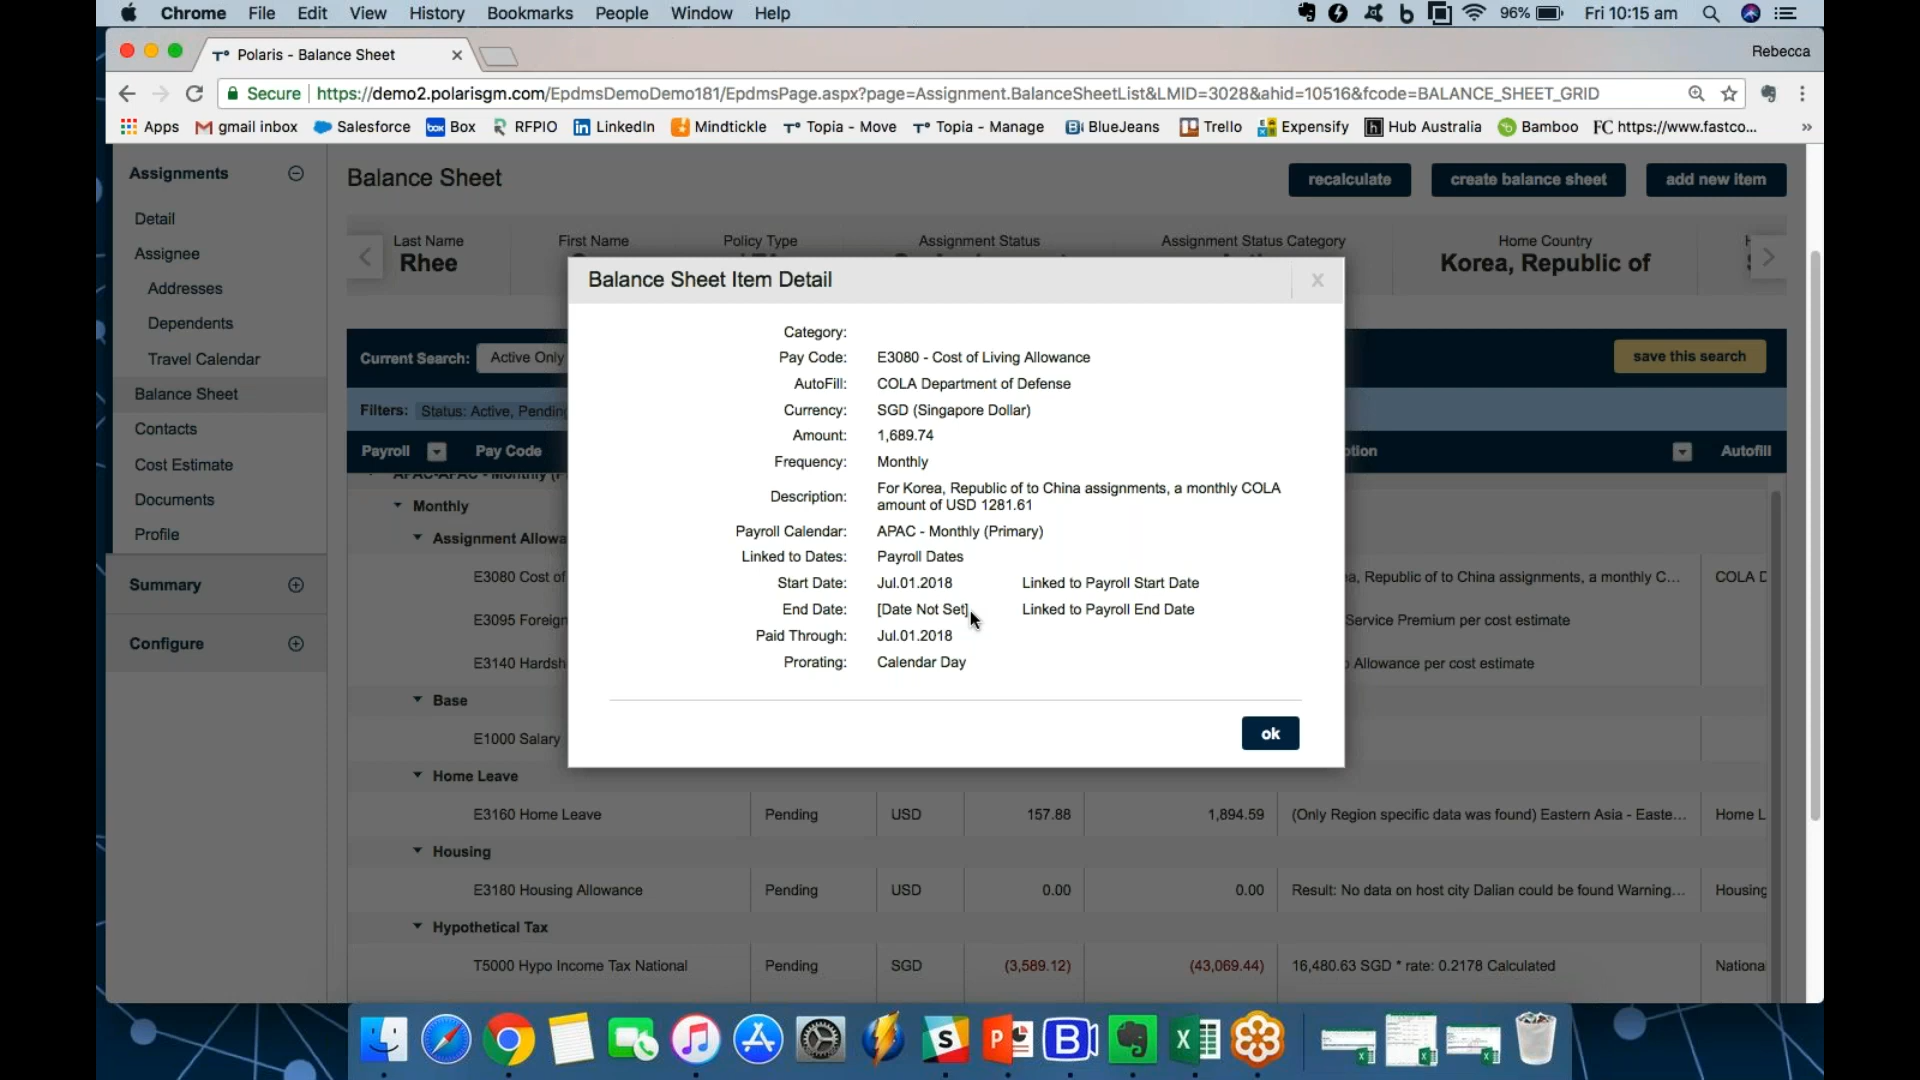 Chrome File Edit View History Bookmarks People Window Help
96% Fri 10:15 am
Polaris - Balance Sheet
Rebecca
Secure https://demo2.polarisgm.com/EpdmsDemoDemo181/EpdmsPage.aspx?page=Assignment.BalanceSheetList&LMID=3028&ahid=10516&fcode=BALANCE_SHEET_GRID
Apps gmail inbox Salesforce Box RFPIO LinkedIn Mindtickle Topia - Move Topia - Manage BlueJeans Trello Expensify Hub Australia Bamboo FC https://www.fastco... »
Assignments
Detail
Assignee
Addresses
Dependents
Travel Calendar
Balance Sheet
Contacts
Cost Estimate
Documents
Profile
Summary
Configure
Balance Sheet
recalculate create balance sheet add new item
Last Name First Name Policy Type Assignment Status Assignment Status Category Home Country
Rhee Korea, Republic of
Current Search: Active Only save this search
Filters: Status: Active, Pending
Payroll Pay Code Autofill
Monthly
Assignment Allowa
E3080 Cost of a, Republic of to China assignments, a monthly C... COLA D
E3095 Foreign Service Premium per cost estimate
E3140 Hardsh Allowance per cost estimate
Base
E1000 Salary
Home Leave
E3160 Home Leave Pending USD 157.88 1,894.59 (Only Region specific data was found) Eastern Asia - Easte... Home L
Housing
E3180 Housing Allowance Pending USD 0.00 0.00 Result: No data on host city Dalian could be found Warning... Housing
Hypothetical Tax
T5000 Hypo Income Tax National Pending SGD (3,589.12) (43,069.44) 16,480.63 SGD * rate: 0.2178 Calculated Nationa
Balance Sheet Item Detail X
Category:
Pay Code: E3080 - Cost of Living Allowance
AutoFill: COLA Department of Defense
Currency: SGD (Singapore Dollar)
Amount: 1,689.74
Frequency: Monthly
Description: For Korea, Republic of to China assignments, a monthly COLA
amount of USD 1281.61
Payroll Calendar: APAC - Monthly (Primary)
Linked to Dates: Payroll Dates
Start Date: Jul.01.2018 Linked to Payroll Start Date
End Date: [Date Not Set] Linked to Payroll End Date
Paid Through: Jul.01.2018
Prorating: Calendar Day
ok